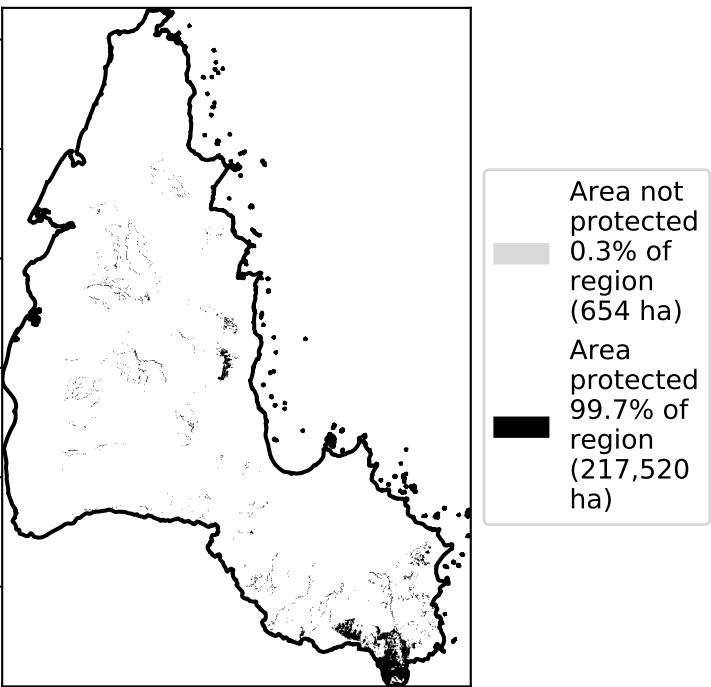 Area not
protected
0.3% of
region
(654 ha)
Area
protected
99.7% of
region
(217,520
ha)